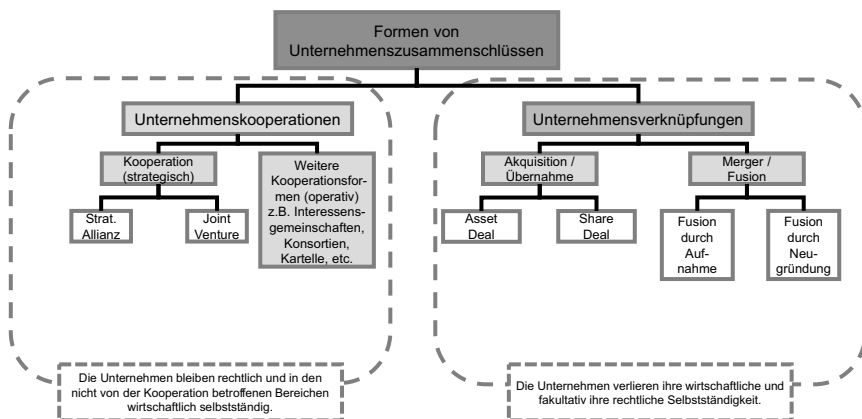 Formen von
Unternehmenszusammenschlüssen
Unternehmenskooperationen
Unternehmensverknüpfungen
Kooperation
(strategisch)
Weitere
Kooperationsfor-
men (operativ)
z.B. Interessens-
gemeinschaften,
Konsortien,
Kartelle, etc.
Akquisition /
Übernahme
Merger /
Fusion
Strat.
Allianz
Joint
Venture
Asset
Deal
Share
Deal
Fusion
durch
Auf-
nahme
Fusion
durch
Neu-
gründung
Die Unternehmen bleiben rechtlich und in den
nicht von der Kooperation betroffenen Bereichen
wirtschaftlich selbstständig.
Die Unternehmen verlieren ihre wirtschaftliche und
fakultativ ihre rechtliche Selbstständigkeit.